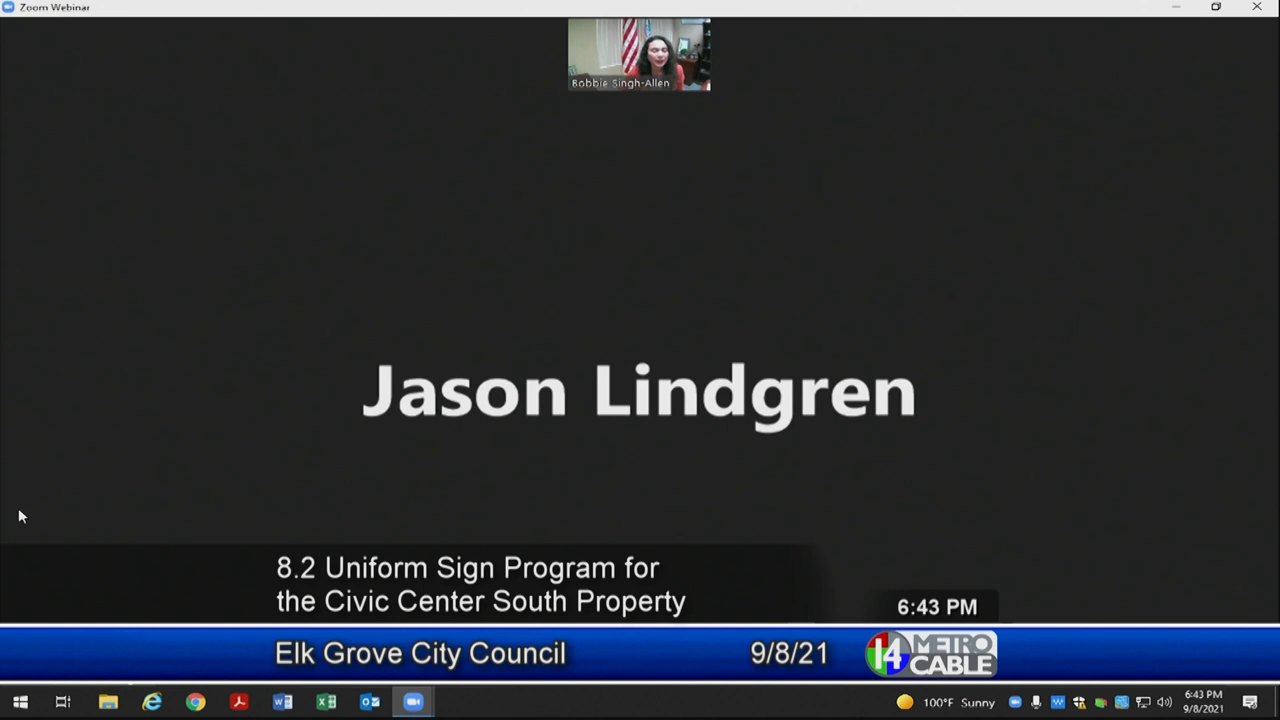 Zoom Webinar
Bobbie Singh-Allen
Jason Lindgren
8.2 Uniform Sign Program for
the Civic Center South Property
6:43 PM
Elk Grove City Council
9/8/21
14 METRO
CABLE
100°F Sunny
6:43 PM
9/8/2021